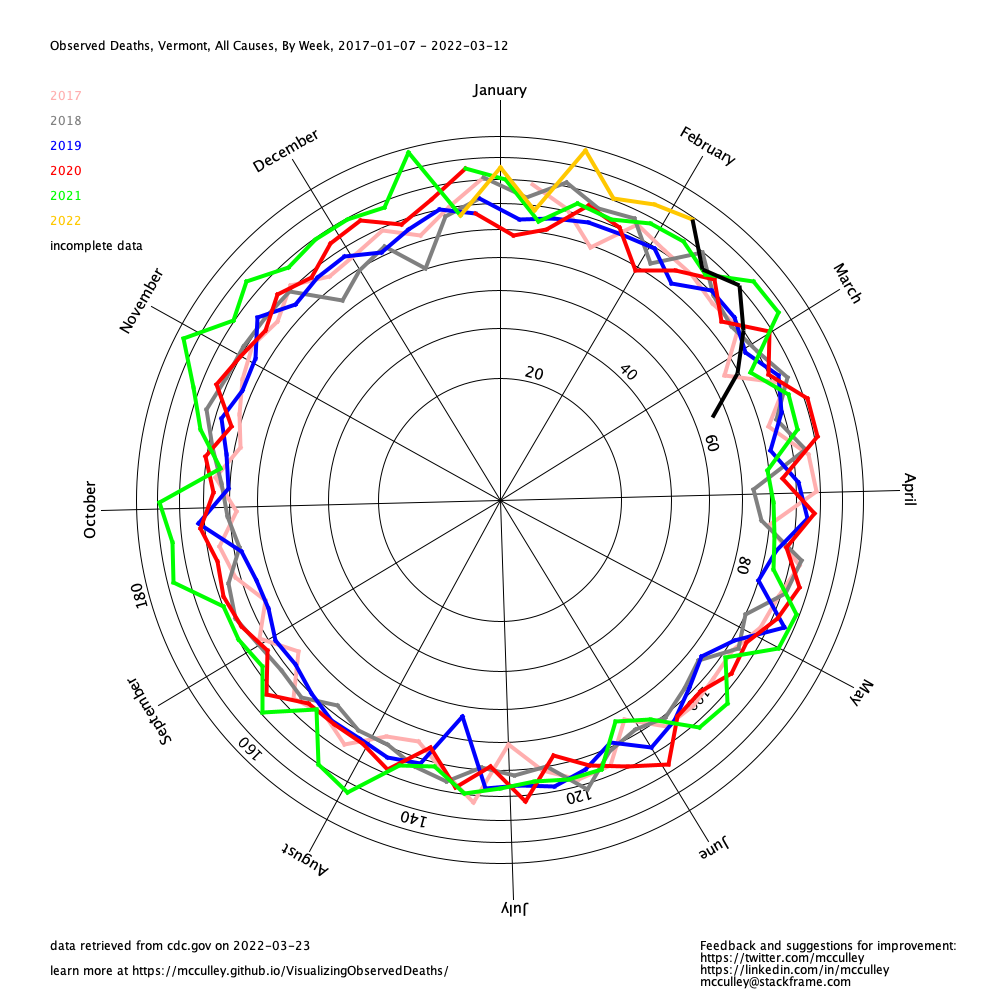 Observed Deaths, Vermont, All Causes, By Week, 2017-01-07 - 2022-03-12
January
2017
2018
2019
2020
2021
2022
incomplete data
December
February
November
March
20
40
60
October
April
80
180
September
May
160
140
120
August
June
July
data retrieved from cdc.gov on 2022-03-23
learn more at https://mcculley.github.io/VisualizingObservedDeaths/
Feedback and suggestions for improvement:
https://twitter.com/mcculley
https://linkedin.com/in/mcculley
mcculley@stackframe.com